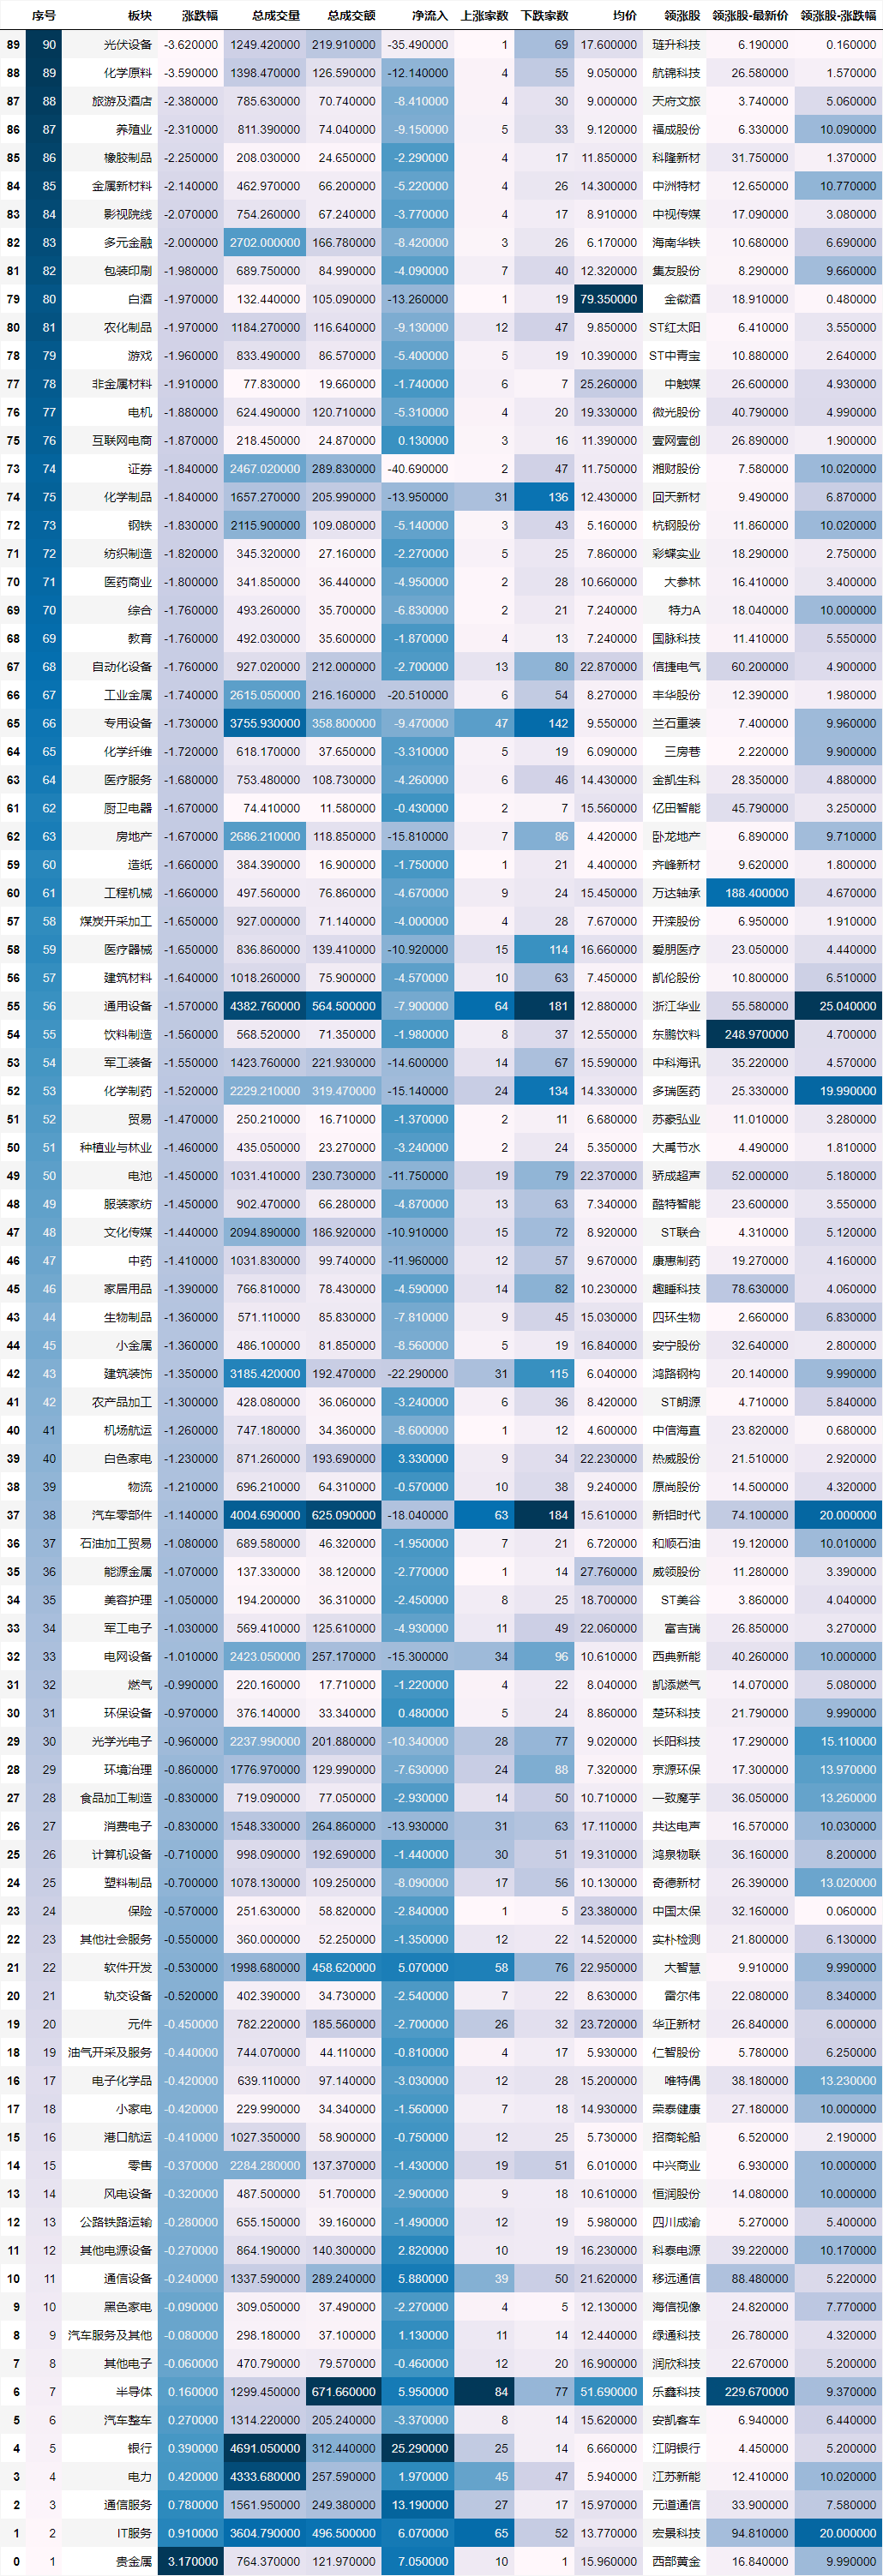 序号 板块 涨跌幅 总成交量 总成交额 净流入 上涨家数 下跌家数 均价 领涨股 领涨股-最新价 领涨股-涨跌幅
89 90 光伏设备 -3.620000 1249.420000 219.910000 -35.490000 1 69 17.600000 琏升科技 6.190000 0.160000
88 89 化学原料 -3.590000 1398.470000 126.590000 -12.140000 4 55 9.050000 航锦科技 26.580000 1.570000
87 88 旅游及酒店 -2.380000 785.630000 70.740000 -8.410000 4 30 9.000000 天府文旅 3.740000 5.060000
86 87 养殖业 -2.310000 811.390000 74.040000 -9.150000 5 33 9.120000 福成股份 6.330000 10.090000
85 86 橡胶制品 -2.250000 208.030000 24.650000 -2.290000 4 17 11.850000 科隆新材 31.750000 1.370000
84 85 金属新材料 -2.140000 462.970000 66.200000 -5.220000 4 26 14.300000 中洲特材 12.650000 10.770000
83 84 影视院线 -2.070000 754.260000 67.240000 -3.770000 4 17 8.910000 中视传媒 17.090000 3.080000
82 83 多元金融 -2.000000 2702.000000 166.780000 -8.420000 3 26 6.170000 海南华铁 10.680000 6.690000
81 82 包装印刷 -1.980000 689.750000 84.990000 -4.090000 7 40 12.320000 集友股份 8.290000 9.660000
79 80 白酒 -1.970000 132.440000 105.090000 -13.260000 1 19 79.350000 金徽酒 18.910000 0.480000
80 81 农化制品 -1.970000 1184.270000 116.640000 -9.130000 12 47 9.850000 ST红太阳 6.410000 3.550000
78 79 游戏 -1.960000 833.490000 86.570000 -5.400000 5 19 10.390000 ST中青宝 10.880000 2.640000
77 78 非金属材料 -1.910000 77.830000 19.660000 -1.740000 6 7 25.260000 中触媒 26.600000 4.930000
76 77 电机 -1.880000 624.490000 120.710000 -5.310000 4 20 19.330000 微光股份 40.790000 4.990000
75 76 互联网电商 -1.870000 218.450000 24.870000 0.130000 3 16 11.390000 壹网壹创 26.890000 1.900000
73 74 证券 -1.840000 2467.020000 289.830000 -40.690000 2 47 11.750000 湘财股份 7.580000 10.020000
74 75 化学制品 -1.840000 1657.270000 205.990000 -13.950000 31 136 12.430000 回天新材 9.490000 6.870000
72 73 钢铁 -1.830000 2115.900000 109.080000 -5.140000 3 43 5.160000 杭钢股份 11.860000 10.020000
71 72 纺织制造 -1.820000 345.320000 27.160000 -2.270000 5 25 7.860000 彩蝶实业 18.290000 2.750000
70 71 医药商业 -1.800000 341.850000 36.440000 -4.950000 2 28 10.660000 大参林 16.410000 3.400000
69 70 综合 -1.760000 493.260000 35.700000 -6.830000 2 21 7.240000 特力A 18.040000 10.000000
68 69 教育 -1.760000 492.030000 35.600000 -1.870000 4 13 7.240000 国脉科技 11.410000 5.550000
67 68 自动化设备 -1.760000 927.020000 212.000000 -2.700000 13 80 22.870000 信捷电气 60.200000 4.900000
66 67 工业金属 -1.740000 2615.050000 216.160000 -20.510000 6 54 8.270000 丰华股份 12.390000 1.980000
65 66 专用设备 -1.730000 3755.930000 358.800000 -9.470000 47 142 9.550000 兰石重装 7.400000 9.960000
64 65 化学纤维 -1.720000 618.170000 37.650000 -3.310000 5 19 6.090000 三房巷 2.220000 9.900000
63 64 医疗服务 -1.680000 753.480000 108.730000 -4.260000 6 46 14.430000 金凯生科 28.350000 4.880000
61 62 厨卫电器 -1.670000 74.410000 11.580000 -0.430000 2 7 15.560000 亿田智能 45.790000 3.250000
62 63 房地产 -1.670000 2686.210000 118.850000 -15.810000 7 86 4.420000 卧龙地产 6.890000 9.710000
59 60 造纸 -1.660000 384.390000 16.900000 -1.750000 1 21 4.400000 齐峰新材 9.620000 1.800000
60 61 工程机械 -1.660000 497.560000 76.860000 -4.670000 9 24 15.450000 万达轴承 188.400000 4.670000
57 58 煤炭开采加工 -1.650000 927.000000 71.140000 -4.000000 4 28 7.670000 开滦股份 6.950000 1.910000
58 59 医疗器械 -1.650000 836.860000 139.410000 -10.920000 15 114 16.660000 爱朋医疗 23.050000 4.440000
56 57 建筑材料 -1.640000 1018.260000 75.900000 -4.570000 10 63 7.450000 凯伦股份 10.800000 6.510000
55 56 通用设备 -1.570000 4382.760000 564.500000 -7.900000 64 181 12.880000 浙江华业 55.580000 25.040000
54 55 饮料制造 -1.560000 568.520000 71.350000 -1.980000 8 37 12.550000 东鹏饮料 248.970000 4.700000
53 54 军工装备 -1.550000 1423.760000 221.930000 -14.600000 14 67 15.590000 中科海讯 35.220000 4.570000
52 53 化学制药 -1.520000 2229.210000 319.470000 -15.140000 24 134 14.330000 多瑞医药 25.330000 19.990000
51 52 贸易 -1.470000 250.210000 16.710000 -1.370000 2 11 6.680000 苏豪弘业 11.010000 3.280000
50 51 种植业与林业 -1.460000 435.050000 23.270000 -3.240000 2 24 5.350000 大禹节水 4.490000 1.810000
49 50 电池 -1.450000 1031.410000 230.730000 -11.750000 19 79 22.370000 骄成超声 52.000000 5.180000
48 49 服装家纺 -1.450000 902.470000 66.280000 -4.870000 13 63 7.340000 酷特智能 23.600000 3.550000
47 48 文化传媒 -1.440000 2094.890000 186.920000 -10.910000 15 72 8.920000 ST联合 4.310000 5.120000
46 47 中药 -1.410000 1031.830000 99.740000 -11.960000 12 57 9.670000 康惠制药 19.270000 4.160000
45 46 家居用品 -1.390000 766.810000 78.430000 -4.590000 14 82 10.230000 趣睡科技 78.630000 4.060000
43 44 生物制品 -1.360000 571.110000 85.830000 -7.810000 9 45 15.030000 四环生物 2.660000 6.830000
44 45 小金属 -1.360000 486.100000 81.850000 -8.560000 5 19 16.840000 安宁股份 32.640000 2.800000
42 43 建筑装饰 -1.350000 3185.420000 192.470000 -22.290000 31 115 6.040000 鸿路钢构 20.140000 9.990000
41 42 农产品加工 -1.300000 428.080000 36.060000 -3.240000 6 36 8.420000 ST朗源 4.710000 5.840000
40 41 机场航运 -1.260000 747.180000 34.360000 -8.600000 1 12 4.600000 中信海直 23.820000 0.680000
39 40 白色家电 -1.230000 871.260000 193.690000 3.330000 9 34 22.230000 热威股份 21.510000 2.920000
38 39 物流 -1.210000 696.210000 64.310000 -0.570000 10 38 9.240000 原尚股份 14.500000 4.320000
37 38 汽车零部件 -1.140000 4004.690000 625.090000 -18.040000 63 184 15.610000 新铝时代 74.100000 20.000000
36 37 石油加工贸易 -1.080000 689.580000 46.320000 -1.950000 7 21 6.720000 和顺石油 19.120000 10.010000
35 36 能源金属 -1.070000 137.330000 38.120000 -2.770000 1 14 27.760000 威领股份 11.280000 3.390000
34 35 美容护理 -1.050000 194.200000 36.310000 -2.450000 8 25 18.700000 ST美谷 3.860000 4.040000
33 34 军工电子 -1.030000 569.410000 125.610000 -4.930000 11 49 22.060000 富吉瑞 26.850000 3.270000
32 33 电网设备 -1.010000 2423.050000 257.170000 -15.300000 34 96 10.610000 西典新能 40.260000 10.000000
31 32 燃气 -0.990000 220.160000 17.710000 -1.220000 4 22 8.040000 凯添燃气 14.070000 5.080000
30 31 环保设备 -0.970000 376.140000 33.340000 0.480000 5 24 8.860000 楚环科技 21.790000 9.990000
29 30 光学光电子 -0.960000 2237.990000 201.880000 -10.340000 28 77 9.020000 长阳科技 17.290000 15.110000
28 29 环境治理 -0.860000 1776.970000 129.990000 -7.630000 24 88 7.320000 京源环保 17.300000 13.970000
27 28 食品加工制造 -0.830000 719.090000 77.050000 -2.930000 14 50 10.710000 一致魔芋 36.050000 13.260000
26 27 消费电子 -0.830000 1548.330000 264.860000 -13.930000 31 63 17.110000 共达电声 16.570000 10.030000
25 26 计算机设备 -0.710000 998.090000 192.690000 -1.440000 30 51 19.310000 鸿泉物联 36.160000 8.200000
24 25 塑料制品 -0.700000 1078.130000 109.250000 -8.090000 17 56 10.130000 奇德新材 26.390000 13.020000
23 24 保险 -0.570000 251.630000 58.820000 -2.840000 1 5 23.380000 中国太保 32.160000 0.060000
22 23 其他社会服务 -0.550000 360.000000 52.250000 -1.350000 12 22 14.520000 实朴检测 21.800000 6.130000
21 22 软件开发 -0.530000 1998.680000 458.620000 5.070000 58 76 22.950000 大智慧 9.910000 9.990000
20 21 轨交设备 -0.520000 402.390000 34.730000 -2.540000 7 22 8.630000 雷尔伟 22.080000 8.340000
19 20 元件 -0.450000 782.220000 185.560000 -2.700000 26 32 23.720000 华正新材 26.840000 6.000000
18 19 油气开采及服务 -0.440000 744.070000 44.110000 -0.810000 4 17 5.930000 仁智股份 5.780000 6.250000
16 17 电子化学品 -0.420000 639.110000 97.140000 -3.030000 12 28 15.200000 唯特偶 38.180000 13.230000
17 18 小家电 -0.420000 229.990000 34.340000 -1.560000 7 18 14.930000 荣泰健康 27.180000 10.000000
15 16 港口航运 -0.410000 1027.350000 58.900000 -0.750000 12 25 5.730000 招商轮船 6.520000 2.190000
14 15 零售 -0.370000 2284.280000 137.370000 -1.430000 19 51 6.010000 中兴商业 6.930000 10.000000
13 14 风电设备 -0.320000 487.500000 51.700000 -2.900000 9 18 10.610000 恒润股份 14.080000 10.000000
12 13 公路铁路运输 -0.280000 655.150000 39.160000 -1.490000 12 19 5.980000 四川成渝 5.270000 5.400000
11 12 其他电源设备 -0.270000 864.190000 140.300000 2.820000 10 19 16.230000 科泰电源 39.220000 10.170000
10 11 通信设备 -0.240000 1337.590000 289.240000 5.880000 39 50 21.620000 移远通信 88.480000 5.220000
9 10 黑色家电 -0.090000 309.050000 37.490000 -2.270000 4 5 12.130000 海信视像 24.820000 7.770000
8 9 汽车服务及其他 -0.080000 298.180000 37.100000 1.130000 11 14 12.440000 绿通科技 26.780000 4.320000
7 8 其他电子 -0.060000 470.790000 79.570000 -0.460000 12 20 16.900000 润欣科技 22.670000 5.200000
6 7 半导体 0.160000 1299.450000 671.660000 5.950000 84 77 51.690000 乐鑫科技 229.670000 9.370000
5 6 汽车整车 0.270000 1314.220000 205.240000 -3.370000 8 14 15.620000 安凯客车 6.940000 6.440000
4 5 银行 0.390000 4691.050000 312.440000 25.290000 25 14 6.660000 江阴银行 4.450000 5.200000
3 4 电力 0.420000 4333.680000 257.590000 1.970000 45 47 5.940000 江苏新能 12.410000 10.020000
2 3 通信服务 0.780000 1561.950000 249.380000 13.190000 27 17 15.970000 元道通信 33.900000 7.580000
1 2 IT服务 0.910000 3604.790000 496.500000 6.070000 65 52 13.770000 宏景科技 94.810000 20.000000
0 1 贵金属 3.170000 764.370000 121.970000 7.050000 10 1 15.960000 西部黄金 16.840000 9.990000